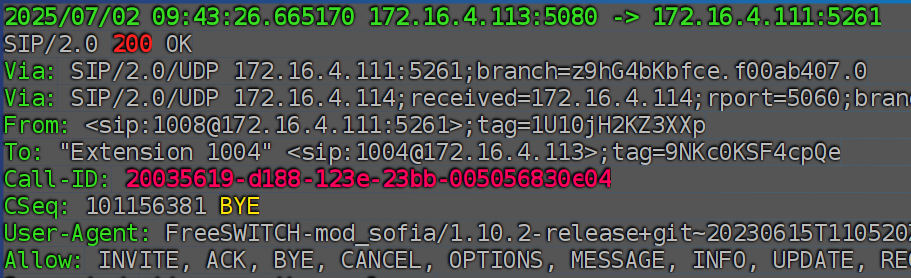 2025/07/02 09:43:26.665170 172.16.4.113:5080 -> 172.16.4.111:5261
SIP/2.0 200 OK
Via: SIP/2.0/UDP 172.16.4.111:5261;branch=z9hG4bKbfce.f00ab407.0
Via: SIP/2.0/UDP 172.16.4.114;received=172.16.4.114;rport=5060;bran
From: <sip:1008@172.16.4.111:5261>;tag=1U10jH2KZ3XXp
To: "Extension 1004" <sip:1004@172.16.4.113>;tag=9NKc0KSF4cpQe
Call-ID: 20035619-d188-123e-23bb-005056830e04
CSeq: 101156381 BYE
User-Agent: FreeSWITCH-mod_sofia/1.10.2-release+git~20230615T1105202
Allow: INVITE, ACK, BYE, CANCEL, OPTIONS, MESSAGE, INFO, UPDATE, REG